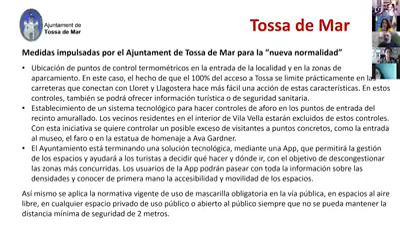 Ajuntament de
Tossa de Mar
Tossa de Mar
Medidas impulsadas por el Ajuntament de Tossa de Mar para la "nueva normalidad"
• Ubicación de puntos de control termométricos en la entrada de la localidad y en zonas de
aparcamiento. En este caso, el hecho de que el 100% del acceso a Tossa se limite prácticamente en las
carreteras que conectan con Lloret y Llagostera hace más fácil una acción de estas características. En estos
controles, también se podrá ofrecer información turística o de seguridad sanitaria.
• Establecimiento de un sistema tecnológico para hacer controles de aforo en los puntos de entrada del
recinto amurallado. Los vecinos residentes en el interior de Vila Vella estarán excluidos de estos controles.
Con esta iniciativa se quiere controlar un posible exceso de visitantes a puntos concretos, como la entrada
al museo, el faro o en la estatua de homenaje a Ava Gardner.
• El Ayuntamiento está terminando una solución tecnológica, mediante una App, que permitirá la gestión
de los espacios y ayudará a los turistas a decidir qué hacer y dónde ir, con el objetivo de descongestionar
las zonas más concurridas. Los usuarios de la App podrán pasear con toda la información sobre las
densidades y conocer de primera mano la accesibilidad y movilidad de los espacios.
Así mismo se aplica la normativa vigente de uso de mascarilla obligatoria en la vía pública, en espacios al aire
libre, en cualquier espacio privado de uso público o abierto al público siempre que no se pueda mantener la
distancia mínima de seguridad de 2 metros.